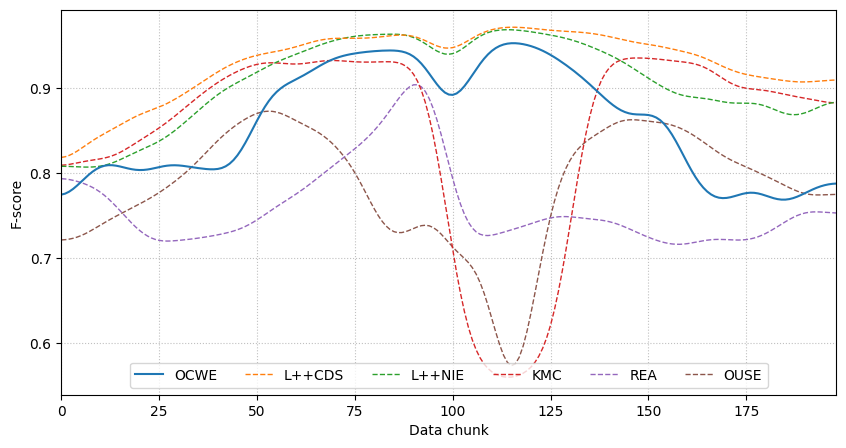 F-score
0.9
0.8
0.7
0.6
OCWE L++CDS L++NIE KMC REA OUSE
0 25 50 75 100 125 150 175
Data chunk